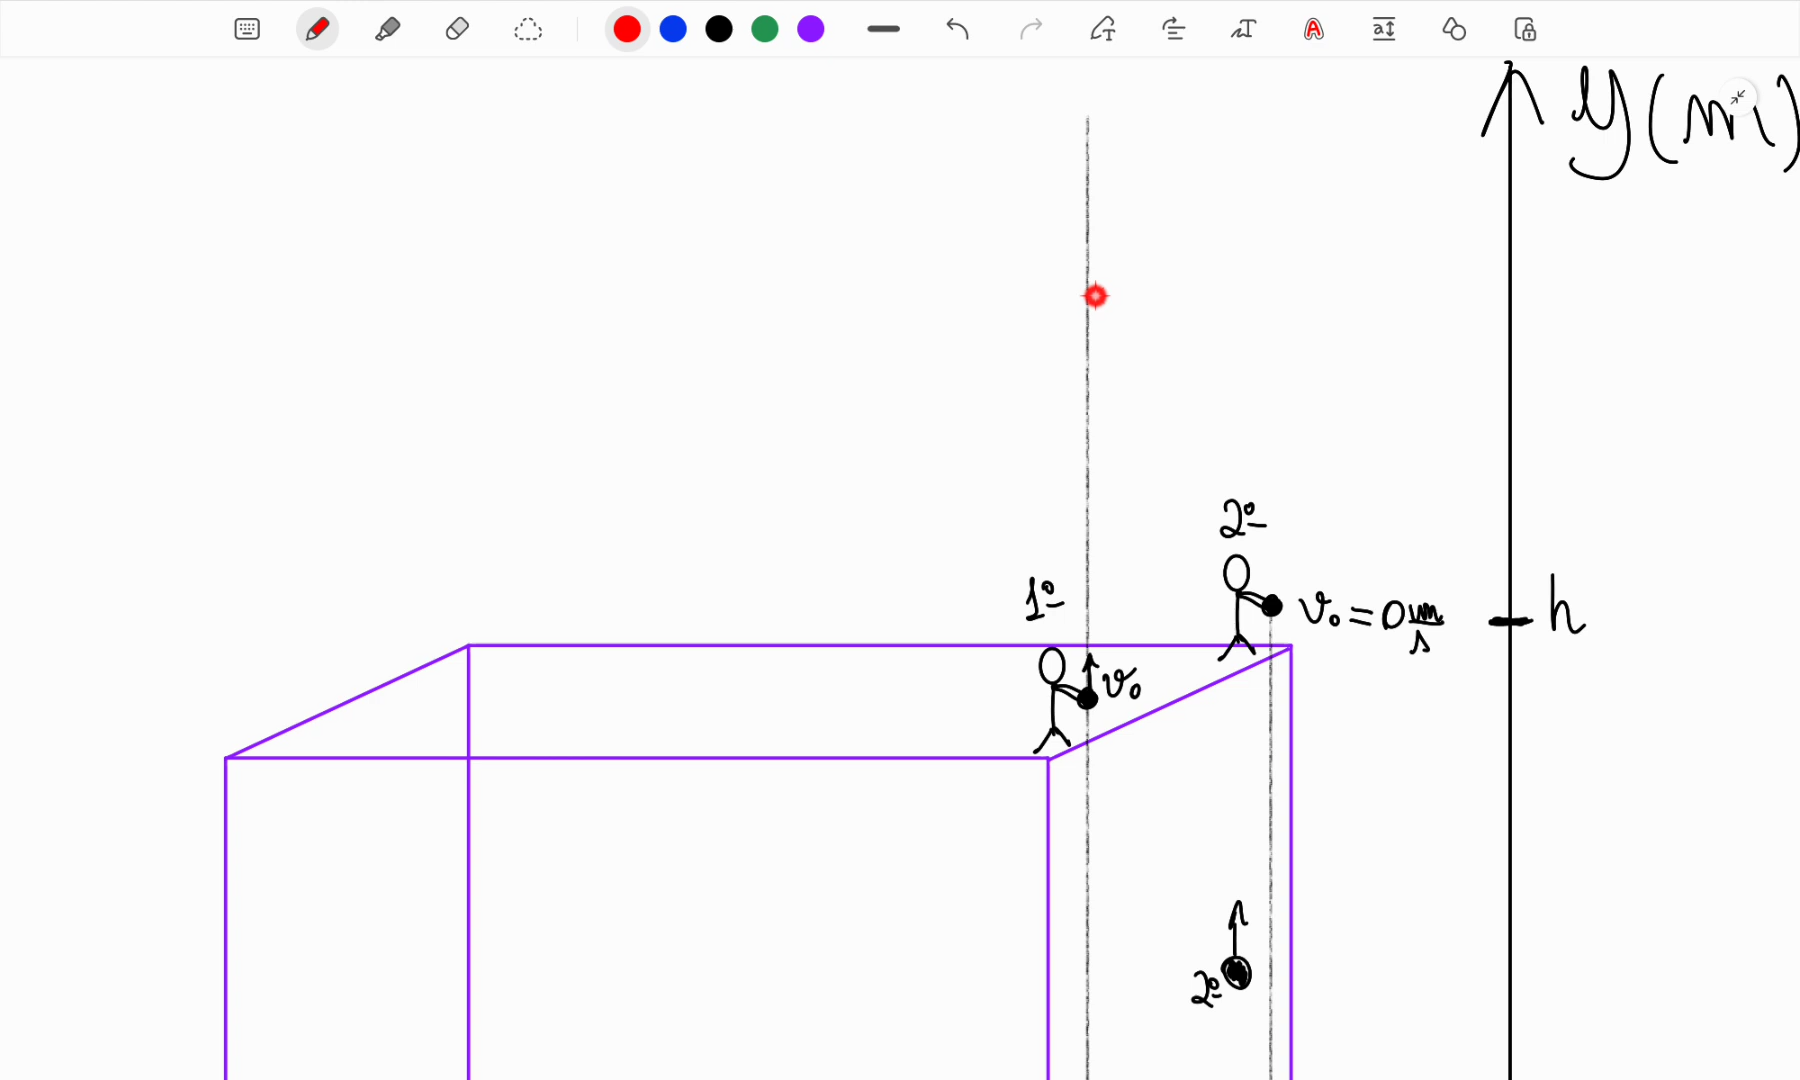 y(m)
2º
1º
v₀ = 0 m/s
h
v₀
2º